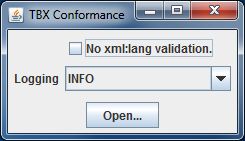 TBX Conformance
No xml:lang validation.
Logging INFO
Open...